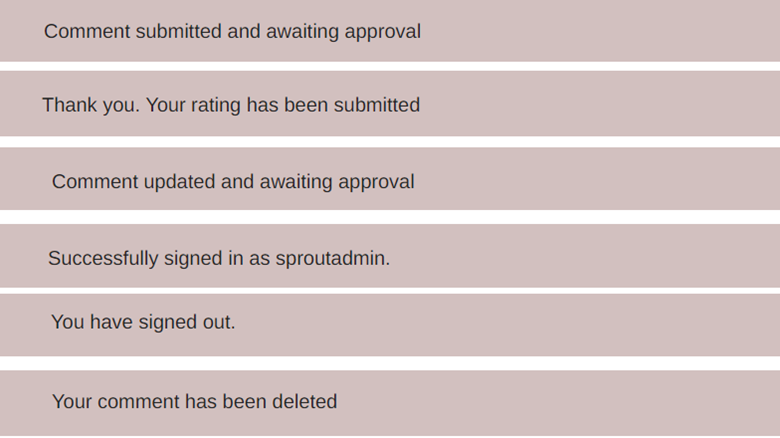 Comment submitted and awaiting approval
Thank you. Your rating has been submitted
Comment updated and awaiting approval
Successfully signed in as sproutadmin.
You have signed out.
Your comment has been deleted